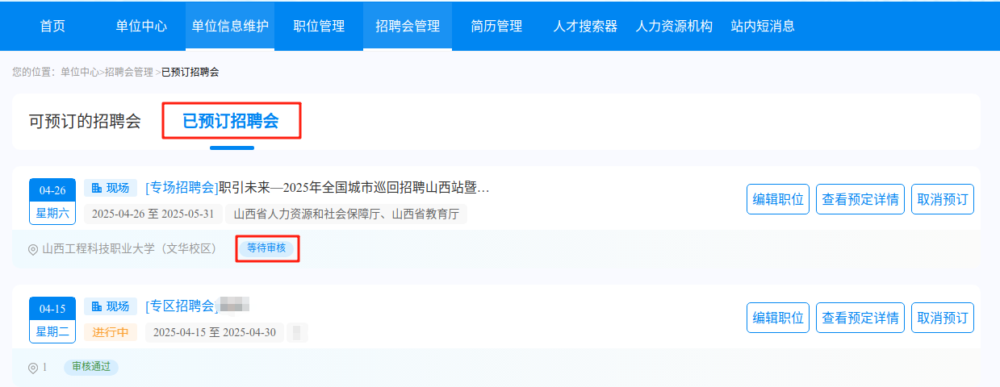 首页 单位中心 单位信息维护 职位管理 招聘会管理 简历管理 人才搜索器 人力资源机构 站内短消息
您的位置：单位中心>招聘会管理 >已预订招聘会
可预订的招聘会 已预订招聘会
04-26 现场 [专场招聘会]职引未来—2025年全国城市巡回招聘山西站暨… 编辑职位 查看预定详情 取消预订
星期六 2025-04-26 至 2025-05-31 山西省人力资源和社会保障厅、山西省教育厅
山西工程科技职业大学（文华校区） 等待审核
04-15 现场 [专区招聘会] 编辑职位 查看预定详情 取消预订
星期二 进行中 2025-04-15 至 2025-04-30
1 审核通过